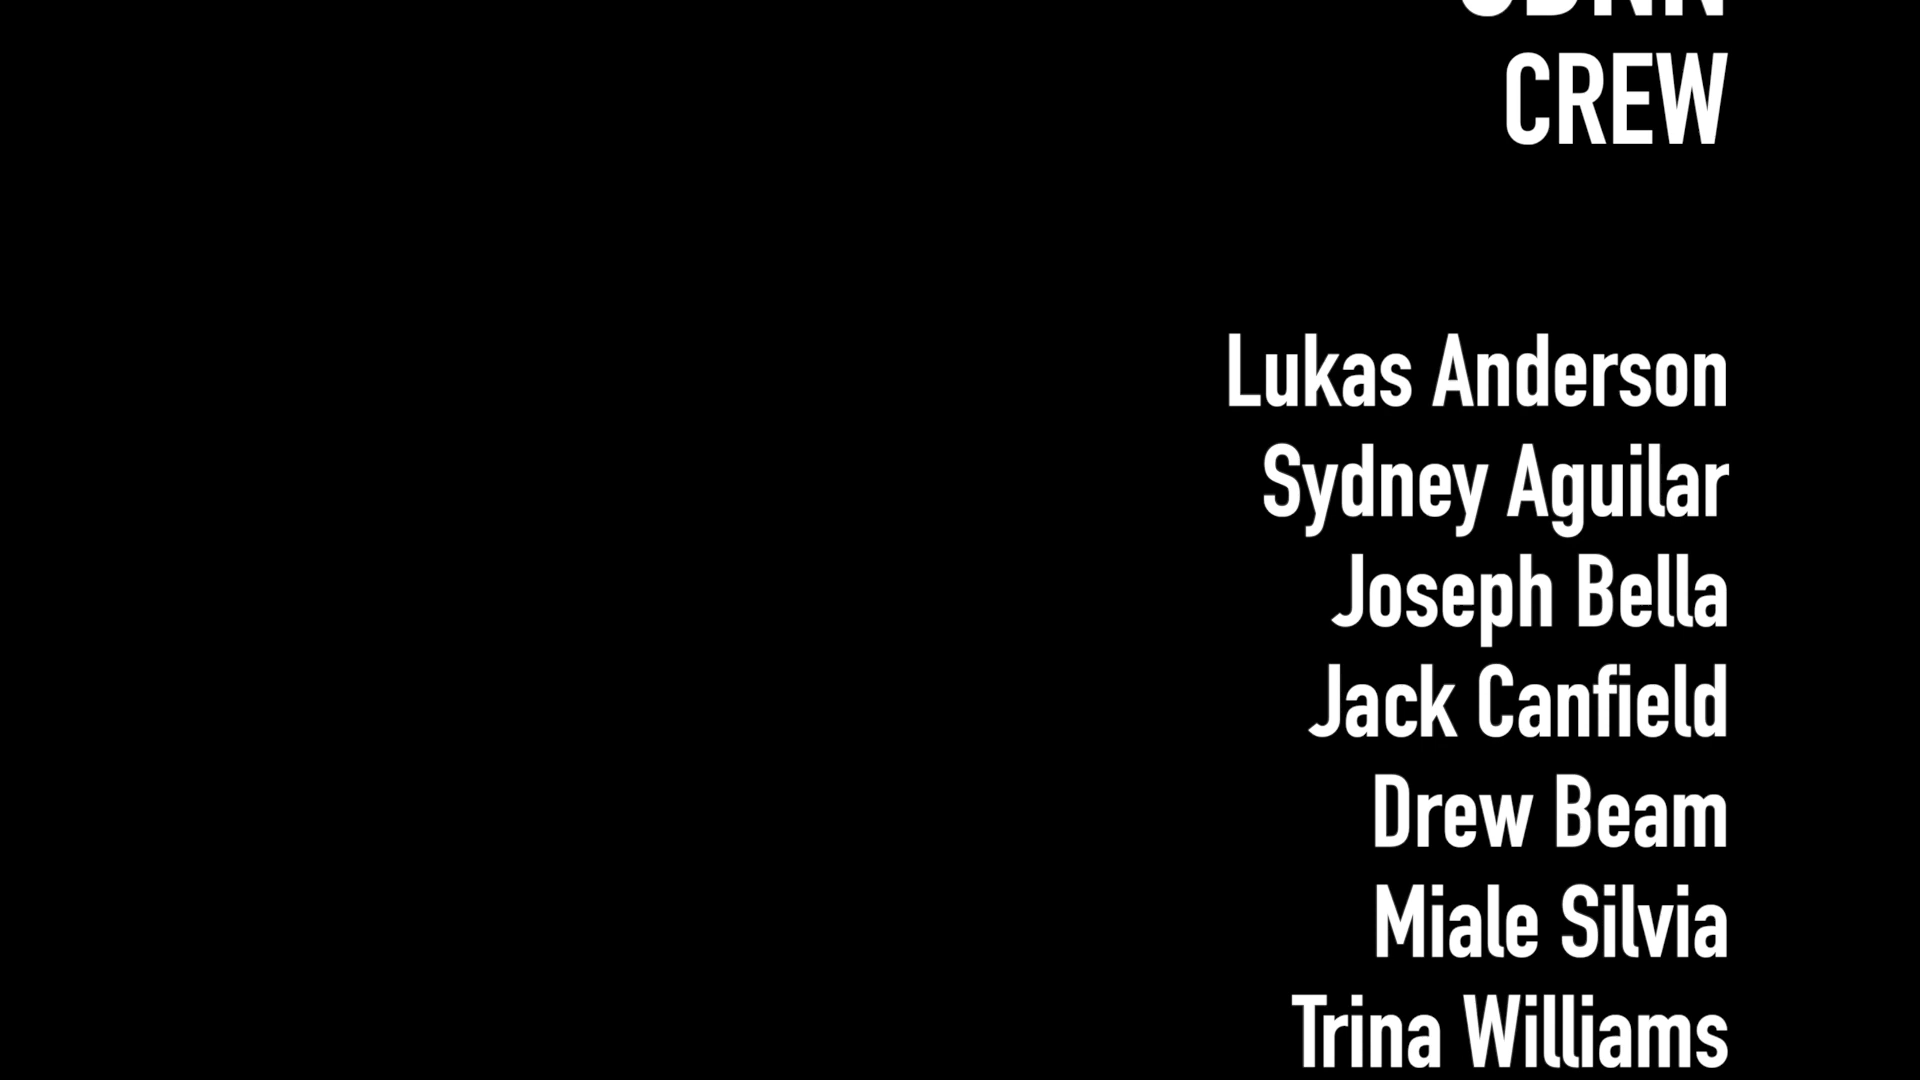 CREW
Lukas Anderson
Sydney Aguilar
Joseph Bella
Jack Canfield
Drew Beam
Miale Silvia
Trina Williams